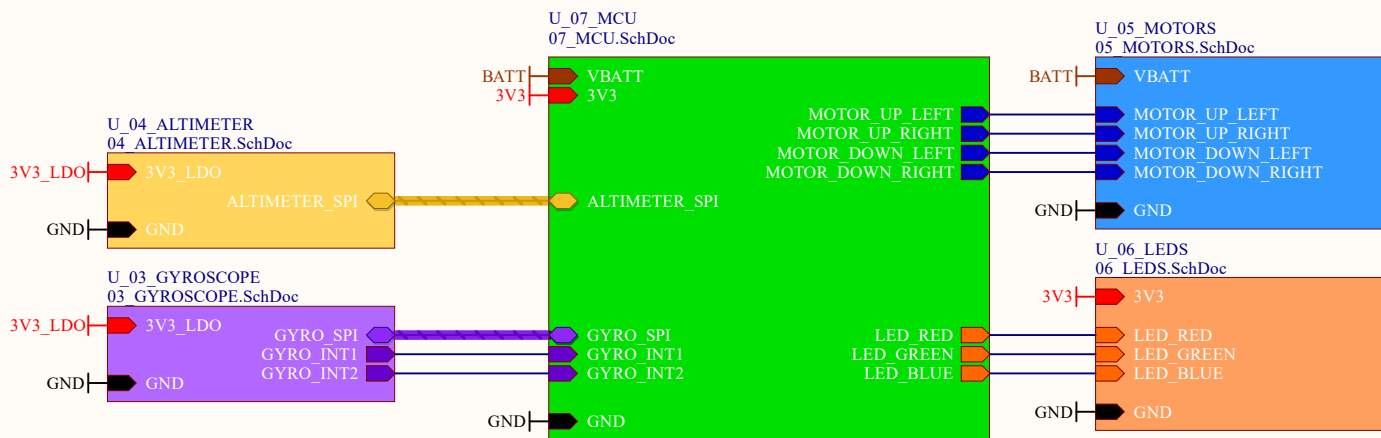 U_07_MCU
07_MCU.SchDoc
BATT
VBATT
3V3
3V3
MOTOR_UP_LEFT
MOTOR_UP_RIGHT
MOTOR_DOWN_LEFT
MOTOR_DOWN_RIGHT
ALTIMETER_SPI
GYRO_SPI
GYRO_INT1
GYRO_INT2
LED_RED
LED_GREEN
LED_BLUE
GND
GND
U_05_MOTORS
05_MOTORS.SchDoc
BATT
VBATT
MOTOR_UP_LEFT
MOTOR_UP_RIGHT
MOTOR_DOWN_LEFT
MOTOR_DOWN_RIGHT
GND
GND
U_04_ALTIMETER
04_ALTIMETER.SchDoc
3V3_LDO
3V3_LDO
ALTIMETER_SPI
GND
GND
U_03_GYROSCOPE
03_GYROSCOPE.SchDoc
3V3_LDO
3V3_LDO
GYRO_SPI
GYRO_INT1
GYRO_INT2
GND
GND
U_06_LEDS
06_LEDS.SchDoc
3V3
3V3
LED_RED
LED_GREEN
LED_BLUE
GND
GND